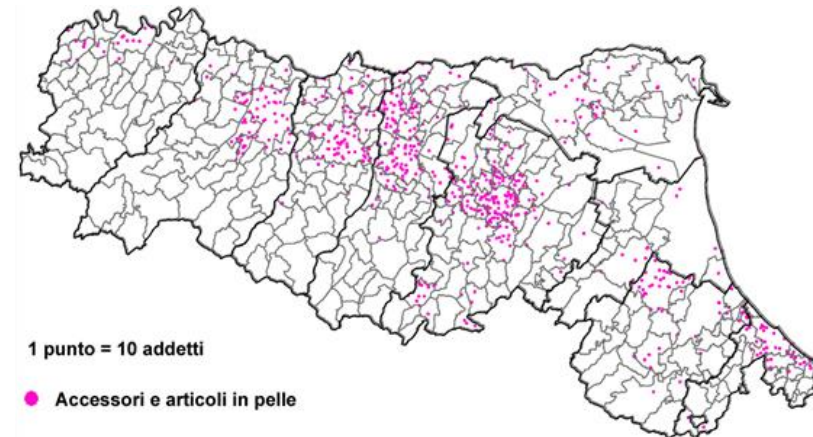 1 punto = 10 addetti
Accessori e articoli in pelle